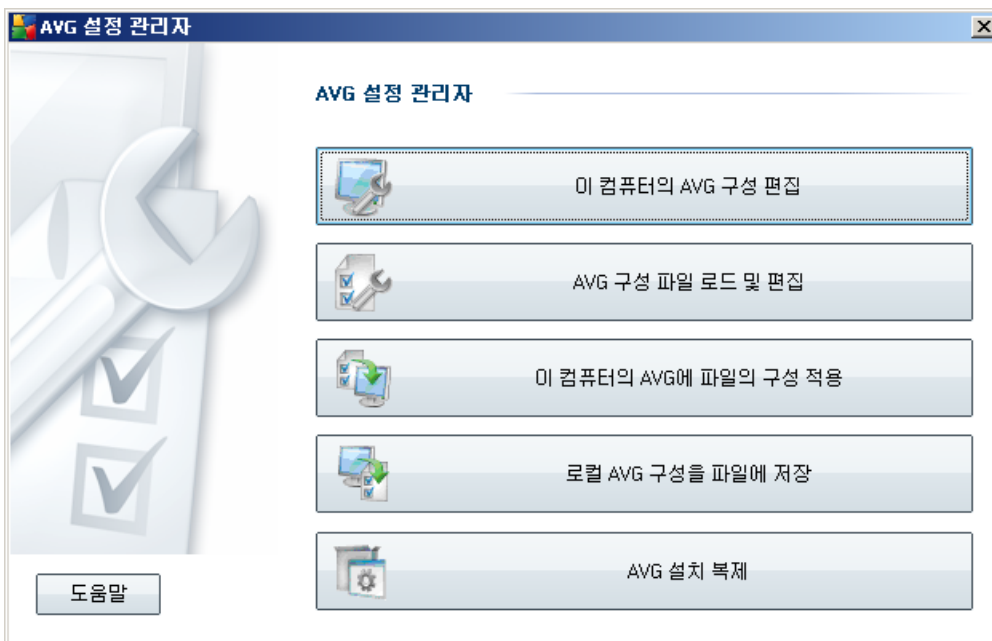 AVG 설정 관리자
AVG 설정 관리자
이 컴퓨터의 AVG 구성 편집
AVG 구성 파일 로드 및 편집
이 컴퓨터의 AVG에 파일의 구성 적용
로컬 AVG 구성을 파일에 저장
AVG 설치 복제
도움말